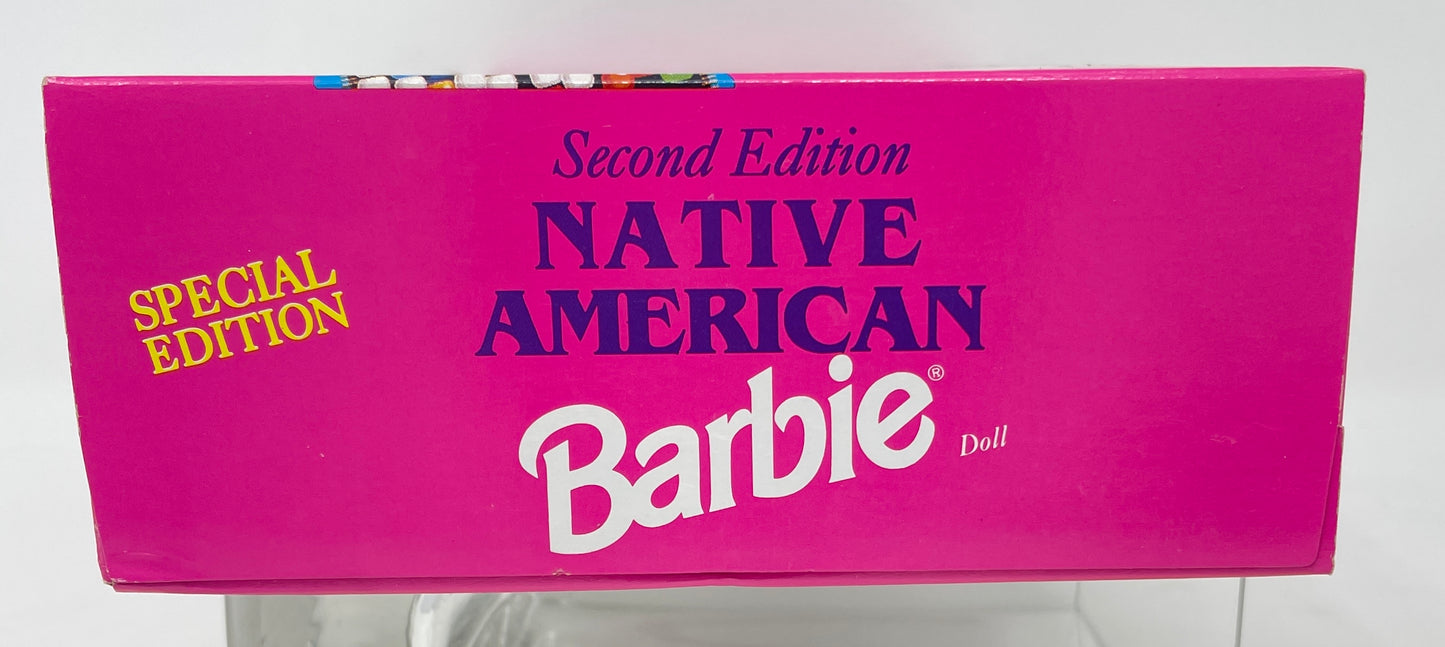 Second Edition
NATIVE
AMERICAN
Barbie® Doll
SPECIAL
EDITION